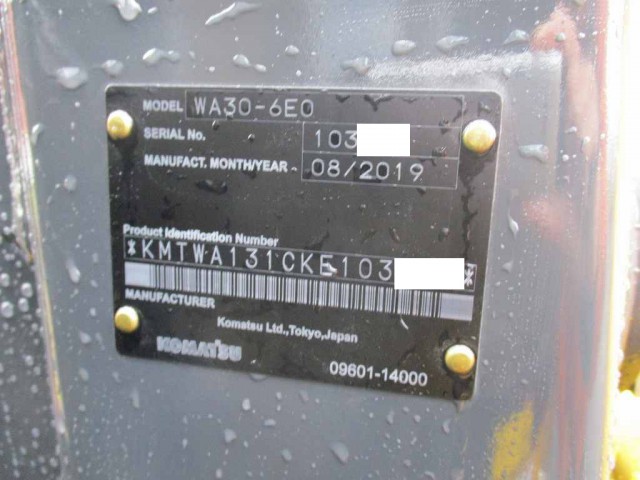 MODEL WA30-6E0
SERIAL No. 103
MANUFACT. MONTH/YEAR 08/2019
Product Identification Number
*KMTWA131CKE103*
MANUFACTURER
Komatsu Ltd.,Tokyo,Japan
KOMATSU
09601-14000